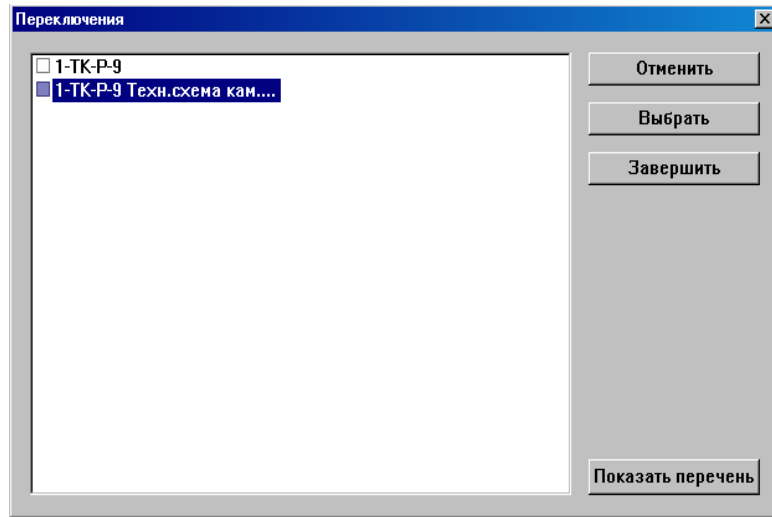 Переключения
1-ТК-Р-9
1-ТК-Р-9 Техн.схема кам....
Отменить
Выбрать
Завершить
Показать перечень